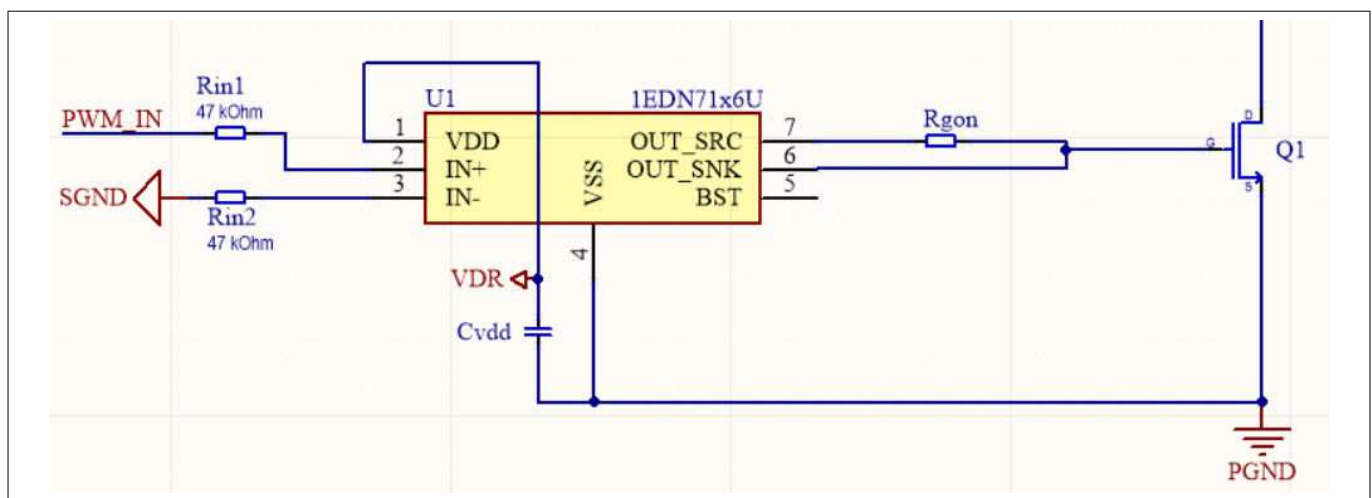 Rin1
47 kOhm
PWM_IN
SGND
Rin2
47 kOhm
U1
1EDN71x6U
1
VDD
2
IN+
3
IN-
VSS
4
OUT_SRC
7
OUT_SNK
6
BST
5
Rgon
D
G
S
Q1
VDR
Cvdd
PGND